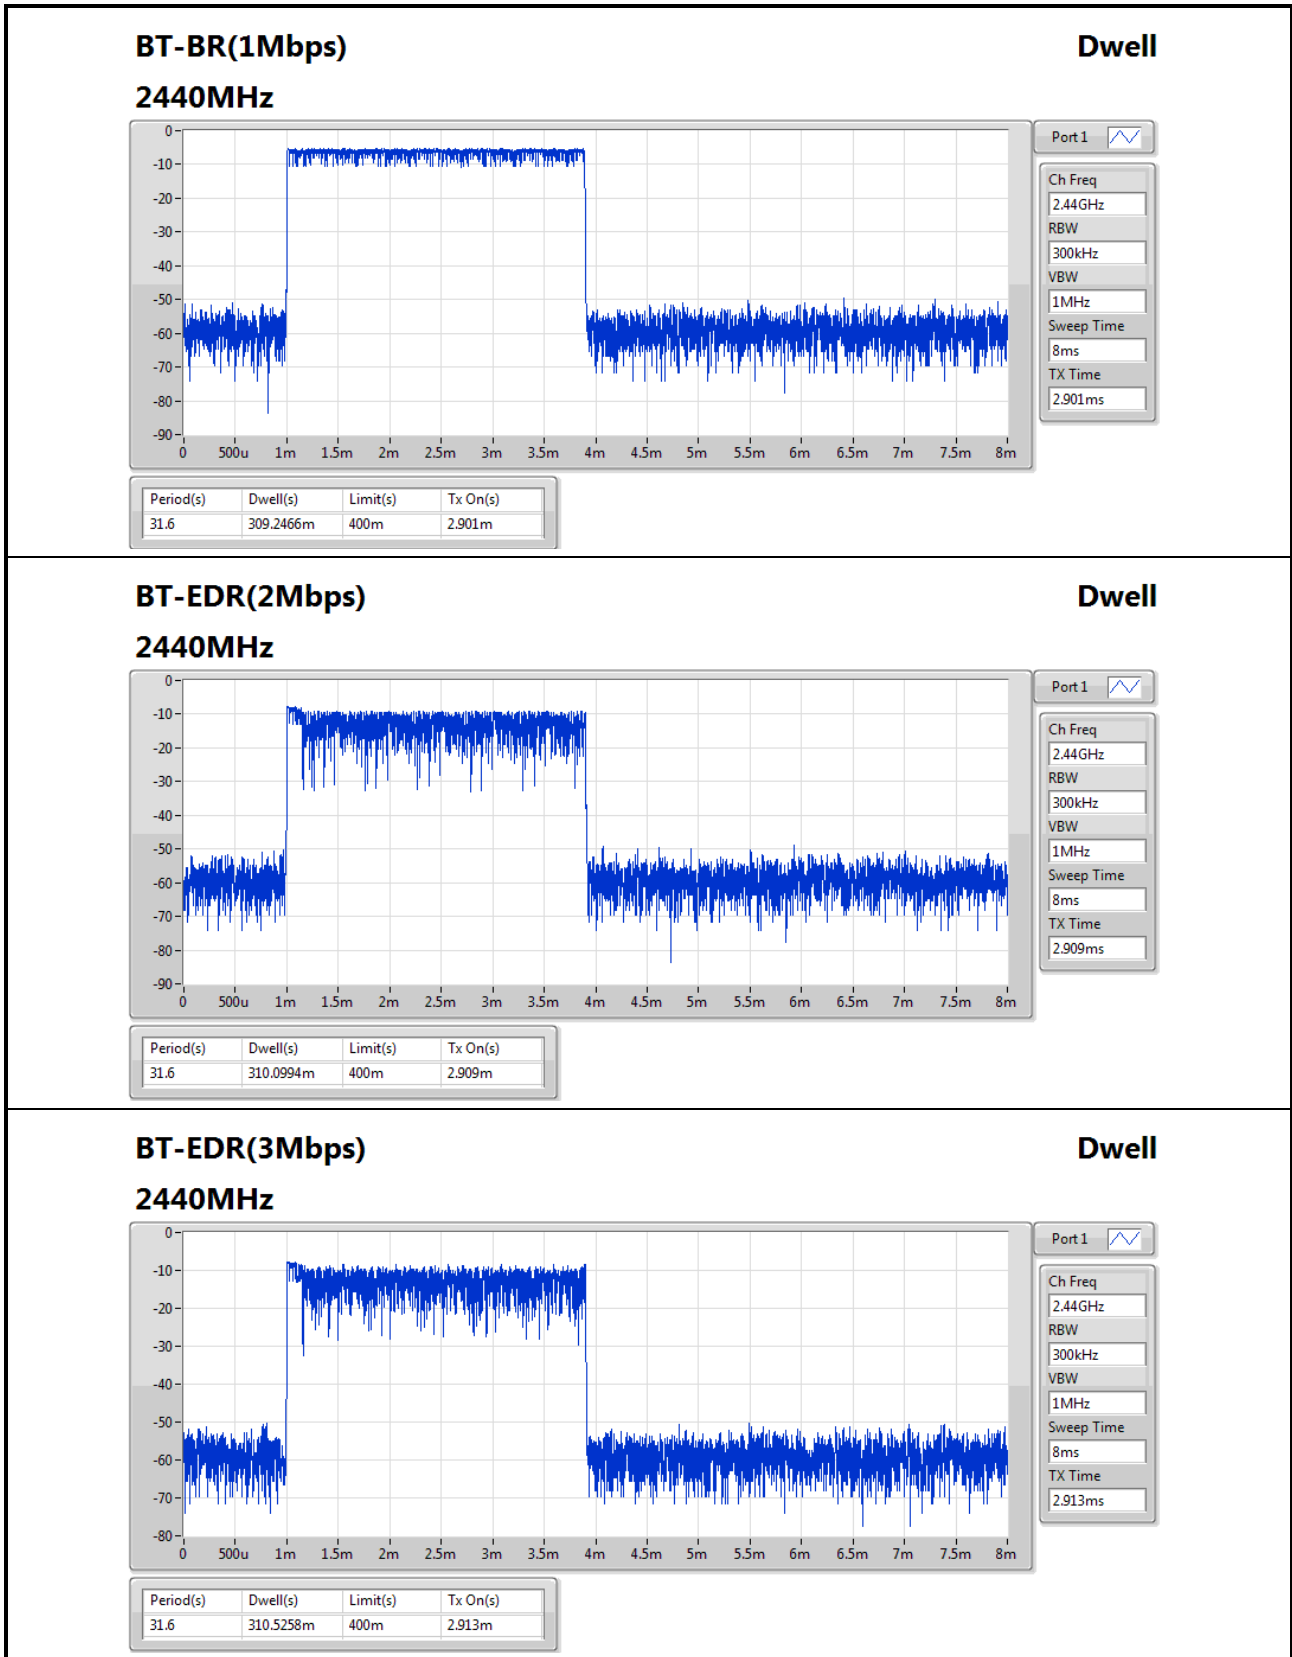 BT-BR(1Mbps) Dwell
2440MHz
0
-10
-20
-30
-40
-50
-60
-70
-80
-90
0 500u 1m 1.5m 2m 2.5m 3m 3.5m 4m 4.5m 5m 5.5m 6m 6.5m 7m 7.5m 8m
Port 1
Ch Freq
2.44GHz
RBW
300kHz
VBW
1MHz
Sweep Time
8ms
TX Time
2.901ms
Period(s) Dwell(s) Limit(s) Tx On(s)
31.6 309.2466m 400m 2.901m
BT-EDR(2Mbps) Dwell
2440MHz
0
-10
-20
-30
-40
-50
-60
-70
-80
-90
0 500u 1m 1.5m 2m 2.5m 3m 3.5m 4m 4.5m 5m 5.5m 6m 6.5m 7m 7.5m 8m
Port 1
Ch Freq
2.44GHz
RBW
300kHz
VBW
1MHz
Sweep Time
8ms
TX Time
2.909ms
Period(s) Dwell(s) Limit(s) Tx On(s)
31.6 310.0994m 400m 2.909m
BT-EDR(3Mbps) Dwell
2440MHz
0
-10
-20
-30
-40
-50
-60
-70
-80
0 500u 1m 1.5m 2m 2.5m 3m 3.5m 4m 4.5m 5m 5.5m 6m 6.5m 7m 7.5m 8m
Port 1
Ch Freq
2.44GHz
RBW
300kHz
VBW
1MHz
Sweep Time
8ms
TX Time
2.913ms
Period(s) Dwell(s) Limit(s) Tx On(s)
31.6 310.5258m 400m 2.913m